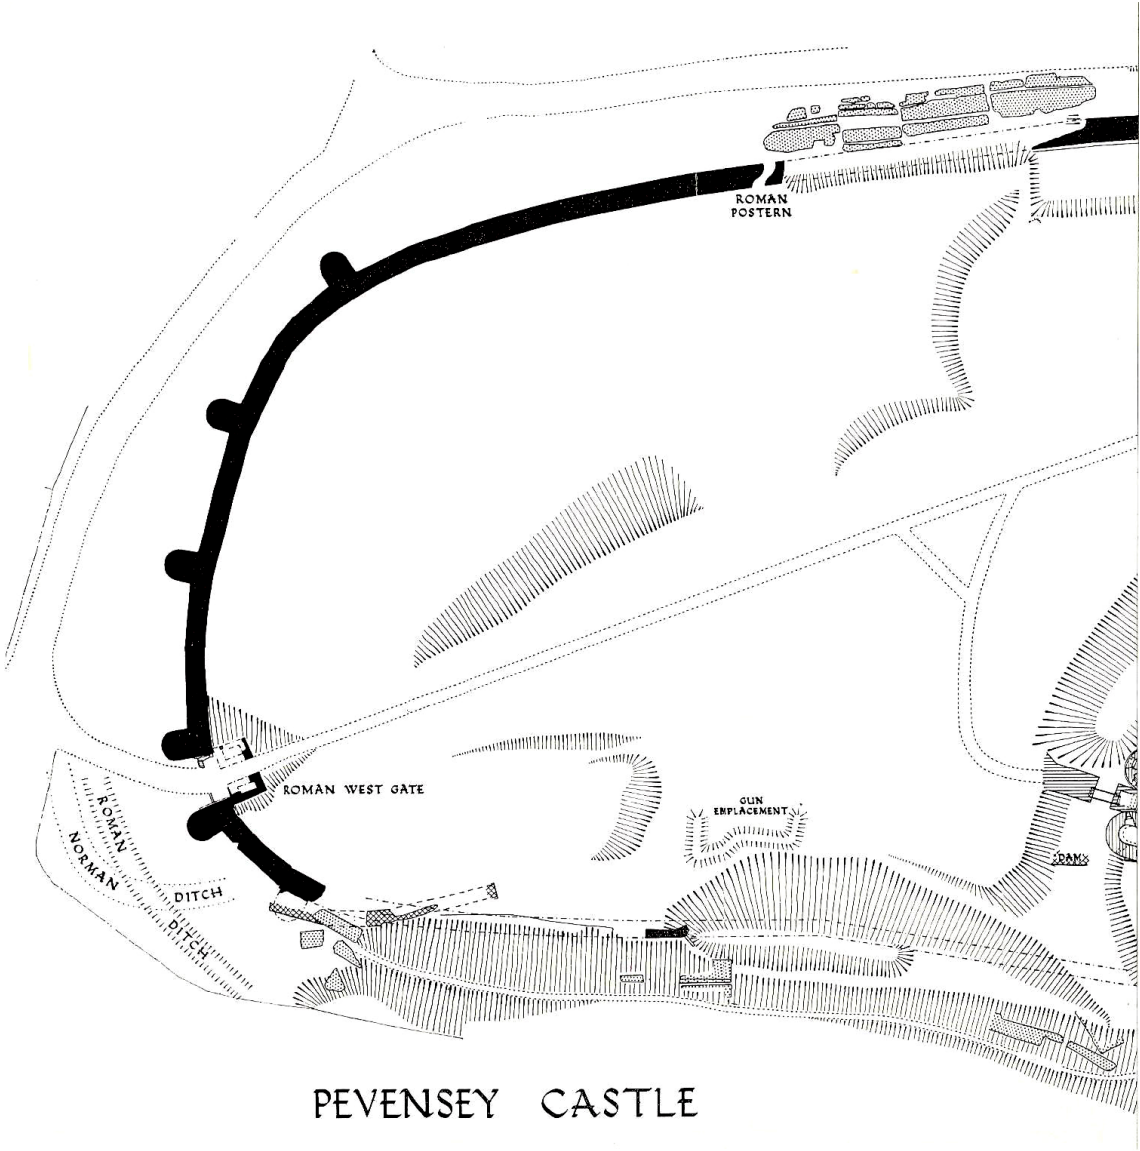 ROMAN
POSTERN
ROMAN WEST GATE
GUN
EMPLACEMENT
DAM
ROMAN
NORMAN
DITCH
DITCH
PEVENSEY CASTLE